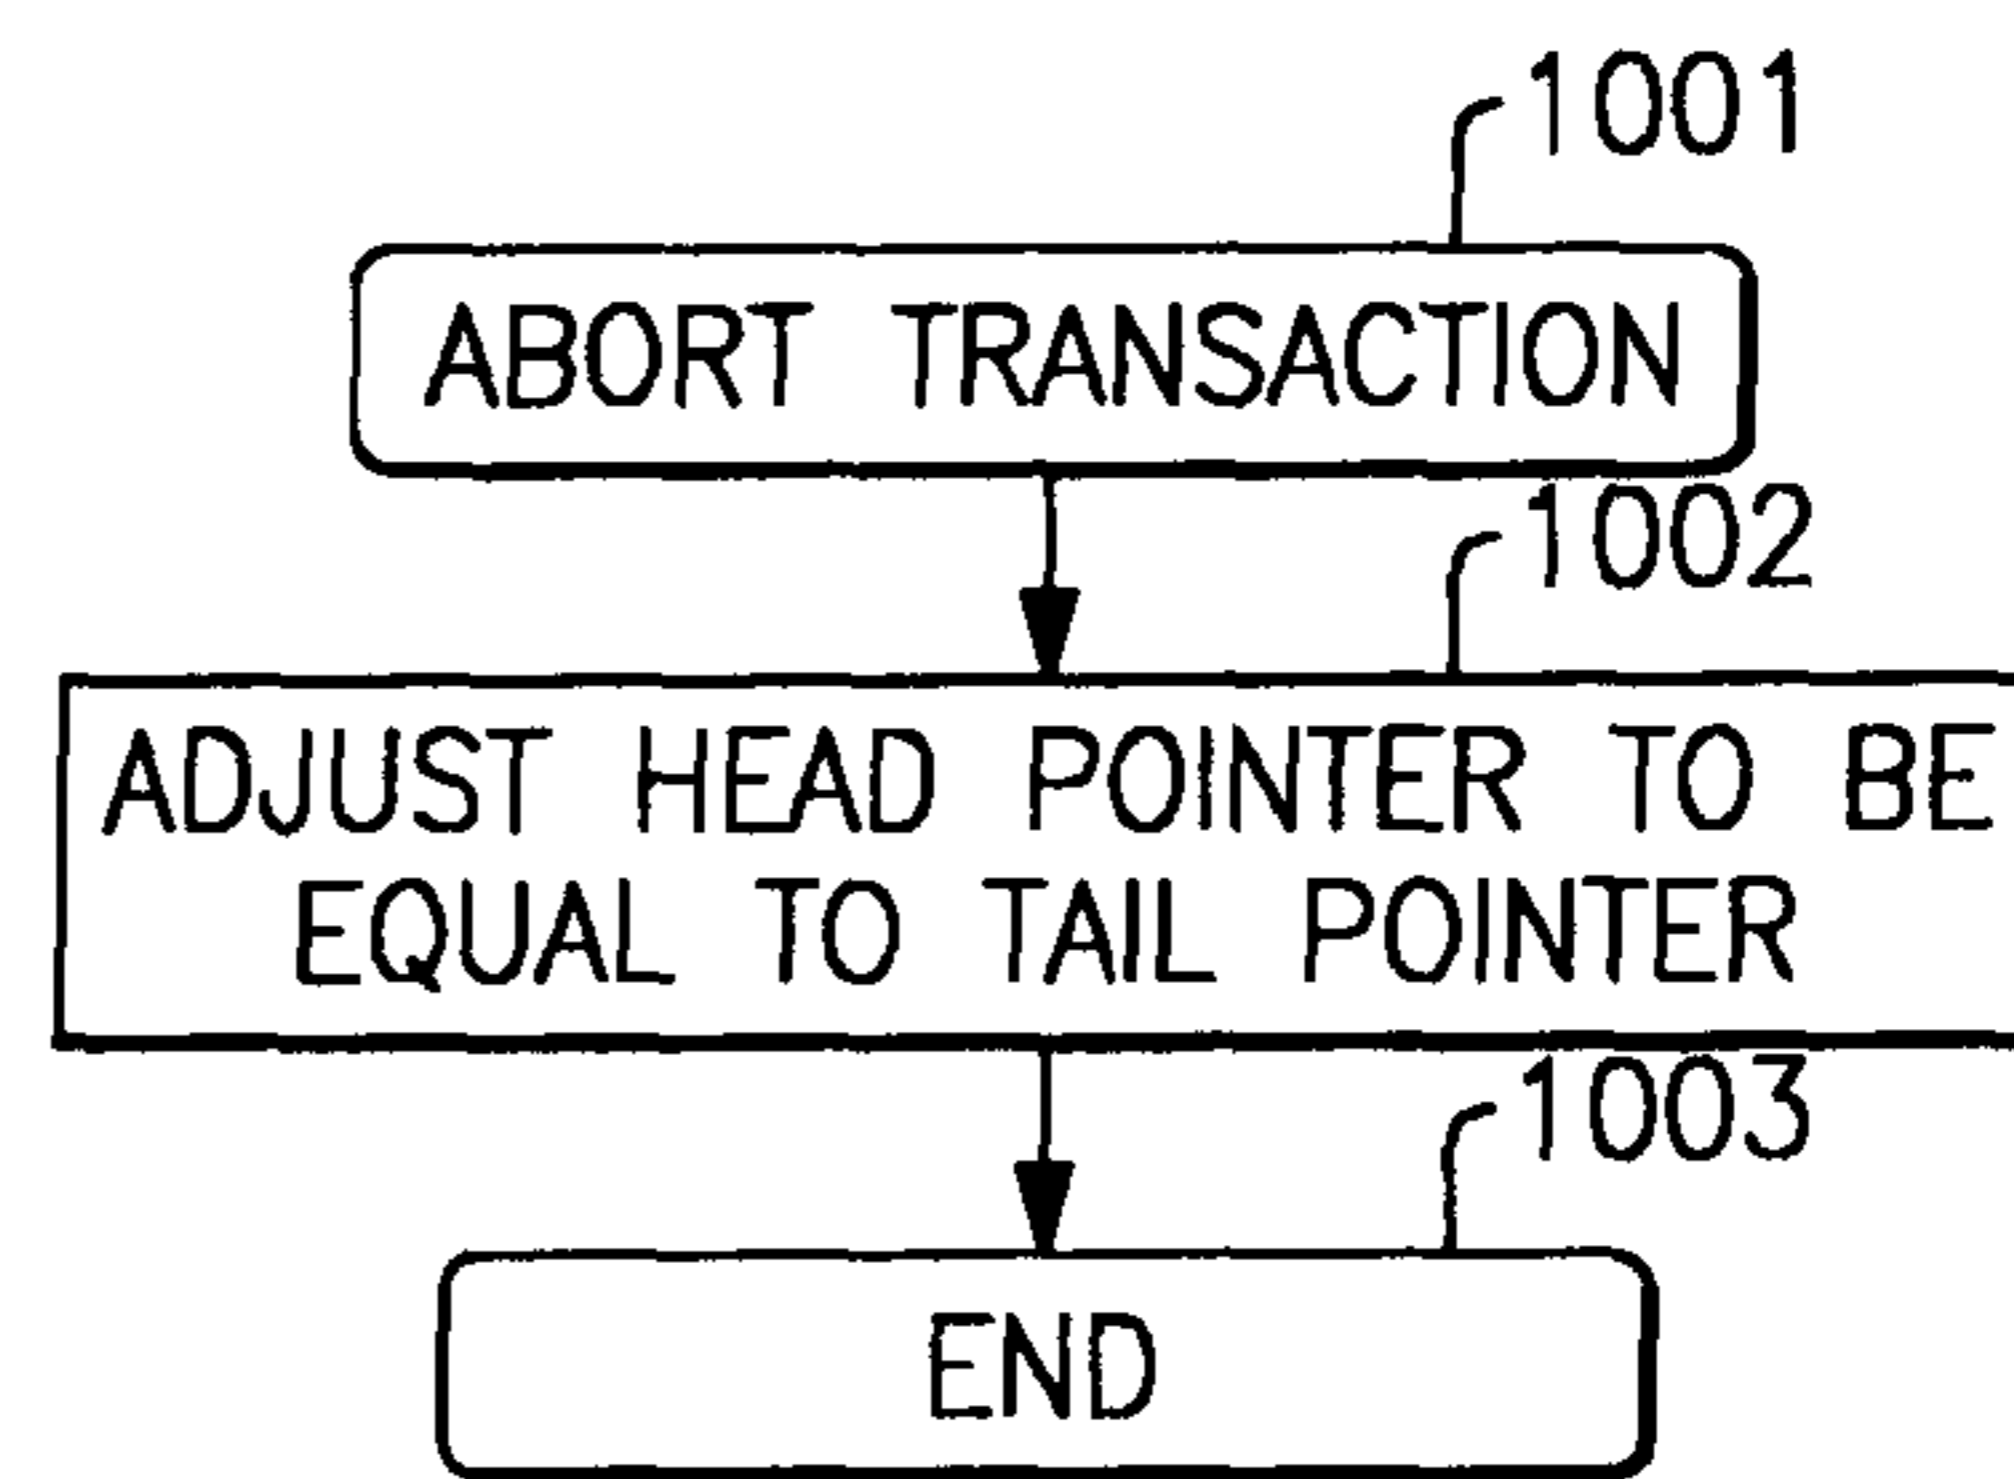 1001
ABORT TRANSACTION
1002
ADJUST HEAD POINTER TO BE
EQUAL TO TAIL POINTER
1003
END